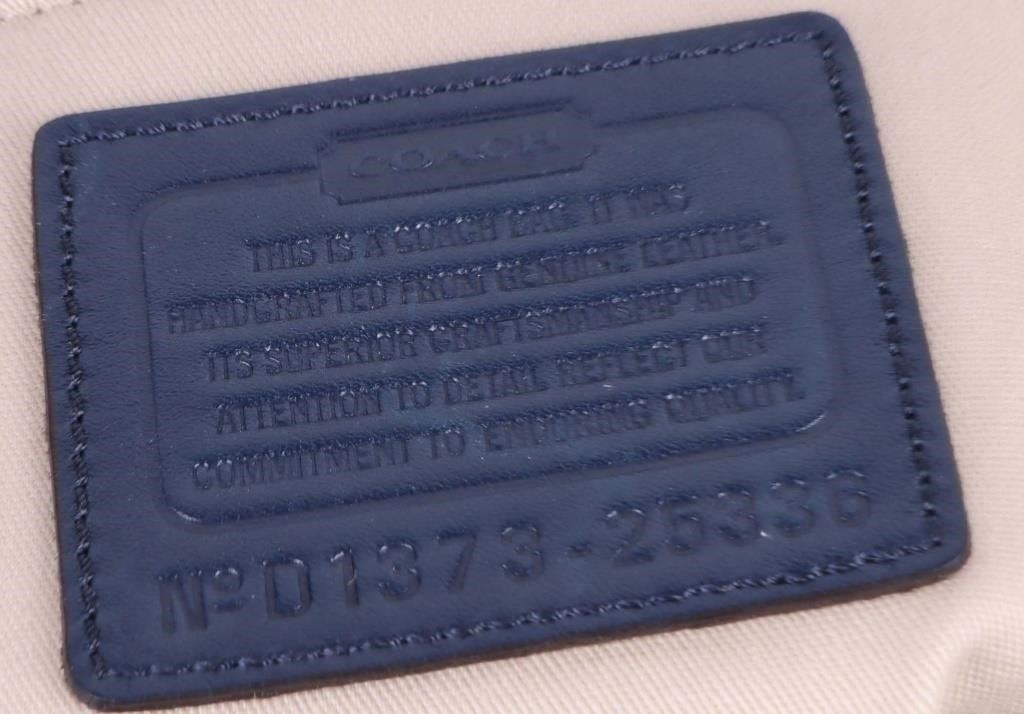 COACH
THIS IS A COACH BAG. IT WAS
HANDCRAFTED FROM GENUINE LEATHER.
ITS SUPERIOR CRAFTSMANSHIP AND
ATTENTION TO DETAIL REFLECT OUR
COMMITMENT TO ENDURING QUALITY.
Nº D1373-25336